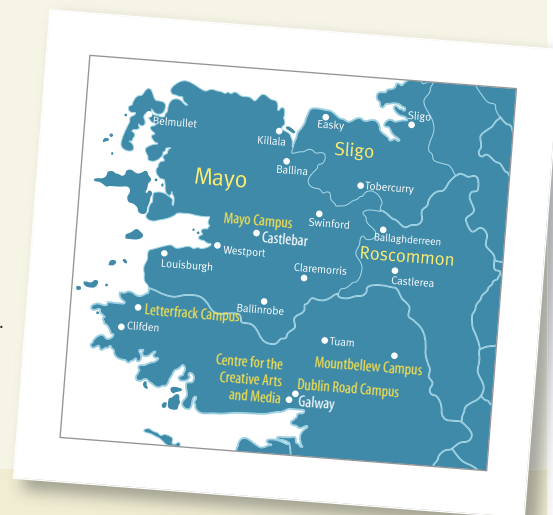 Belmullet
Killala
Easky
Sligo
Sligo
Ballina
Mayo
Tobercurry
Swinford
Mayo Campus
Castlebar
Ballaghderreen
Westport
Roscommon
Louisburgh
Claremorris
Castlerea
Letterfrack Campus
Ballinrobe
Clifden
Tuam
Centre for the
Creative Arts
and Media
Mountbellew Campus
Dublin Road Campus
Galway
.